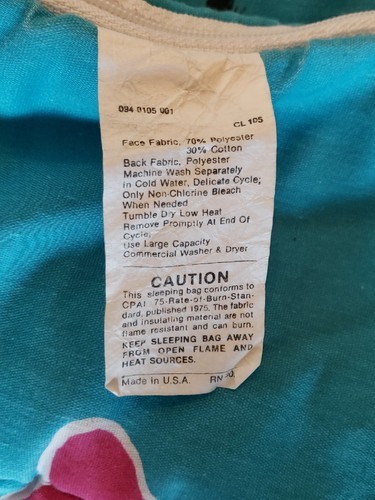 094 0105 001
CL 105
Face Fabric, 70% Polyester
30% Cotton
Back Fabric, Polyester
Machine Wash Separately
in Cold Water, Delicate Cycle;
Only Non-Chlorine Bleach
When Needed
Tumble Dry Low Heat
Remove Promptly At End Of
Cycle;
Use Large Capacity
Commercial Washer & Dryer
CAUTION
This sleeping bag conforms to
CPAI 75-Rate-of-Burn-Stan-
dard, published 1975. The fabric
and insulating material are not
flame resistant and can burn.
KEEP SLEEPING BAG AWAY
FROM OPEN FLAME AND
HEAT SOURCES.
Made in U.S.A. RN